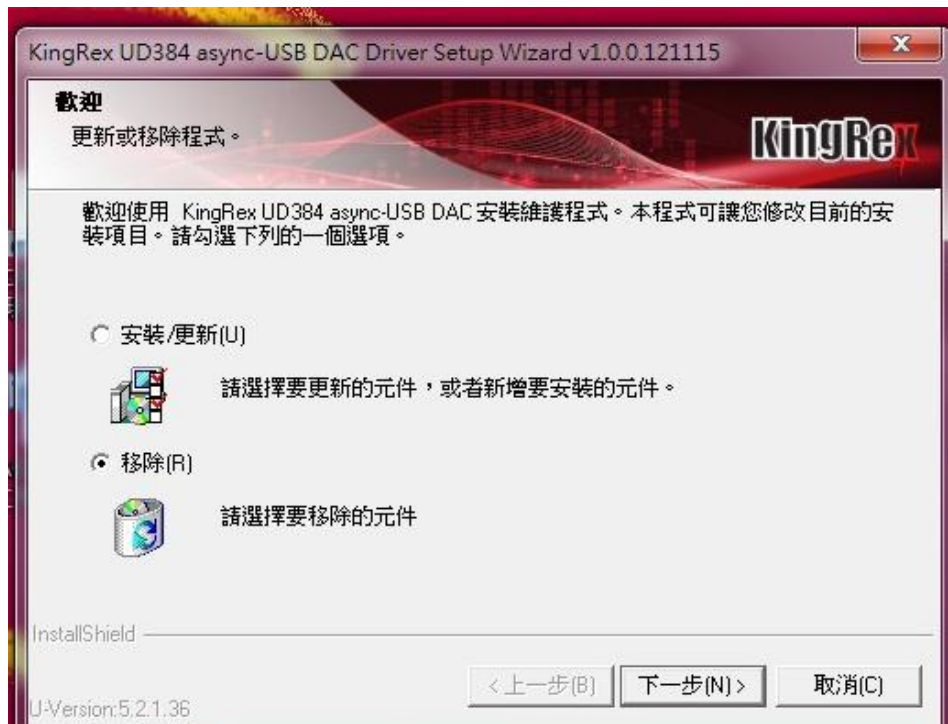 KingRex UD384 async-USB DAC Driver Setup Wizard v1.0.0.121115
歡迎
更新或移除程式。
KingRex
歡迎使用 KingRex UD384 async-USB DAC 安裝維護程式。本程式可讓您修改目前的安
裝項目。請勾選下列的一個選項。
安裝/更新(U)
請選擇要更新的元件，或者新增要安裝的元件。
移除(R)
請選擇要移除的元件
InstallShield
<上一步(B)
下一步(N)>
取消(C)
U-Version:5.2.1.36